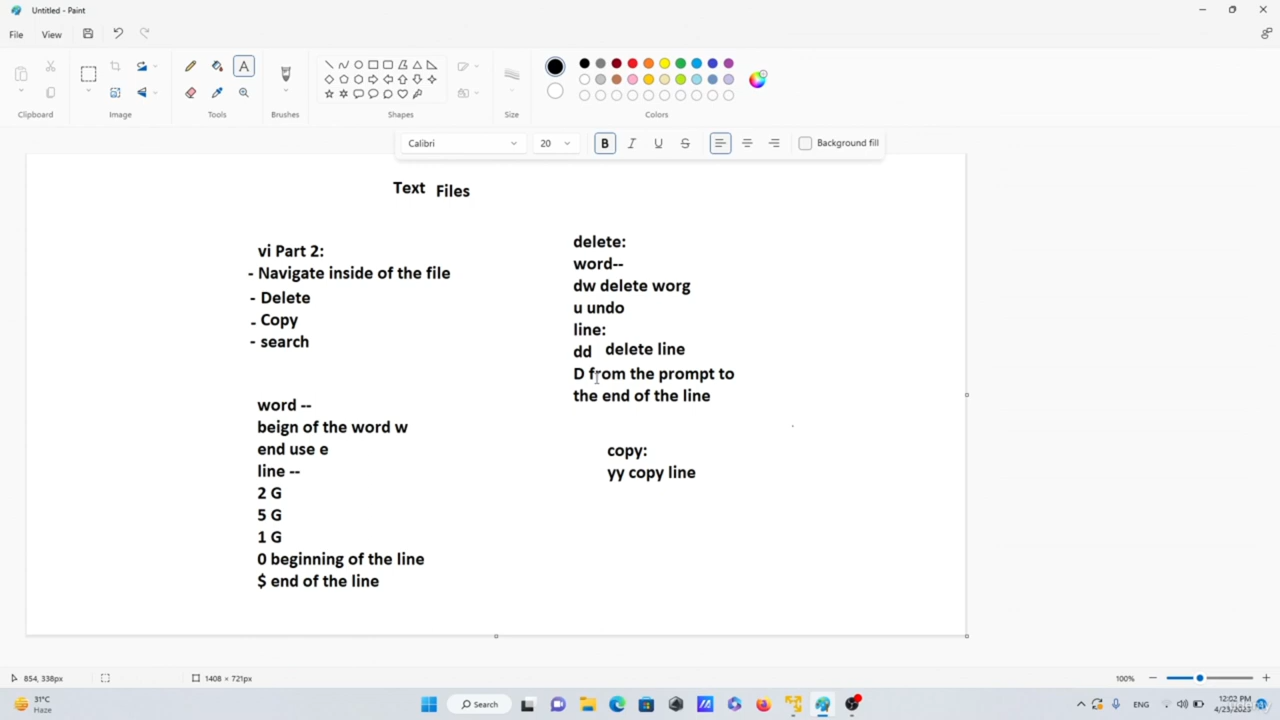 Untitled - Paint
File View
Clipboard Image Tools Brushes Shapes Size Colors
Calibri 20 B I U S Background fill
Text Files
vi Part 2:
- Navigate inside of the file
- Delete
- Copy
- search
word --
beign of the word w
end use e
line --
2 G
5 G
1 G
0 beginning of the line
$ end of the line
delete:
word--
dw delete worg
u undo
line:
dd delete line
D from the prompt to
the end of the line
copy:
yy copy line
854, 338px 1408 × 721px 100%
31°C
Haze
Search
ENG
12:02 PM
4/23/2023